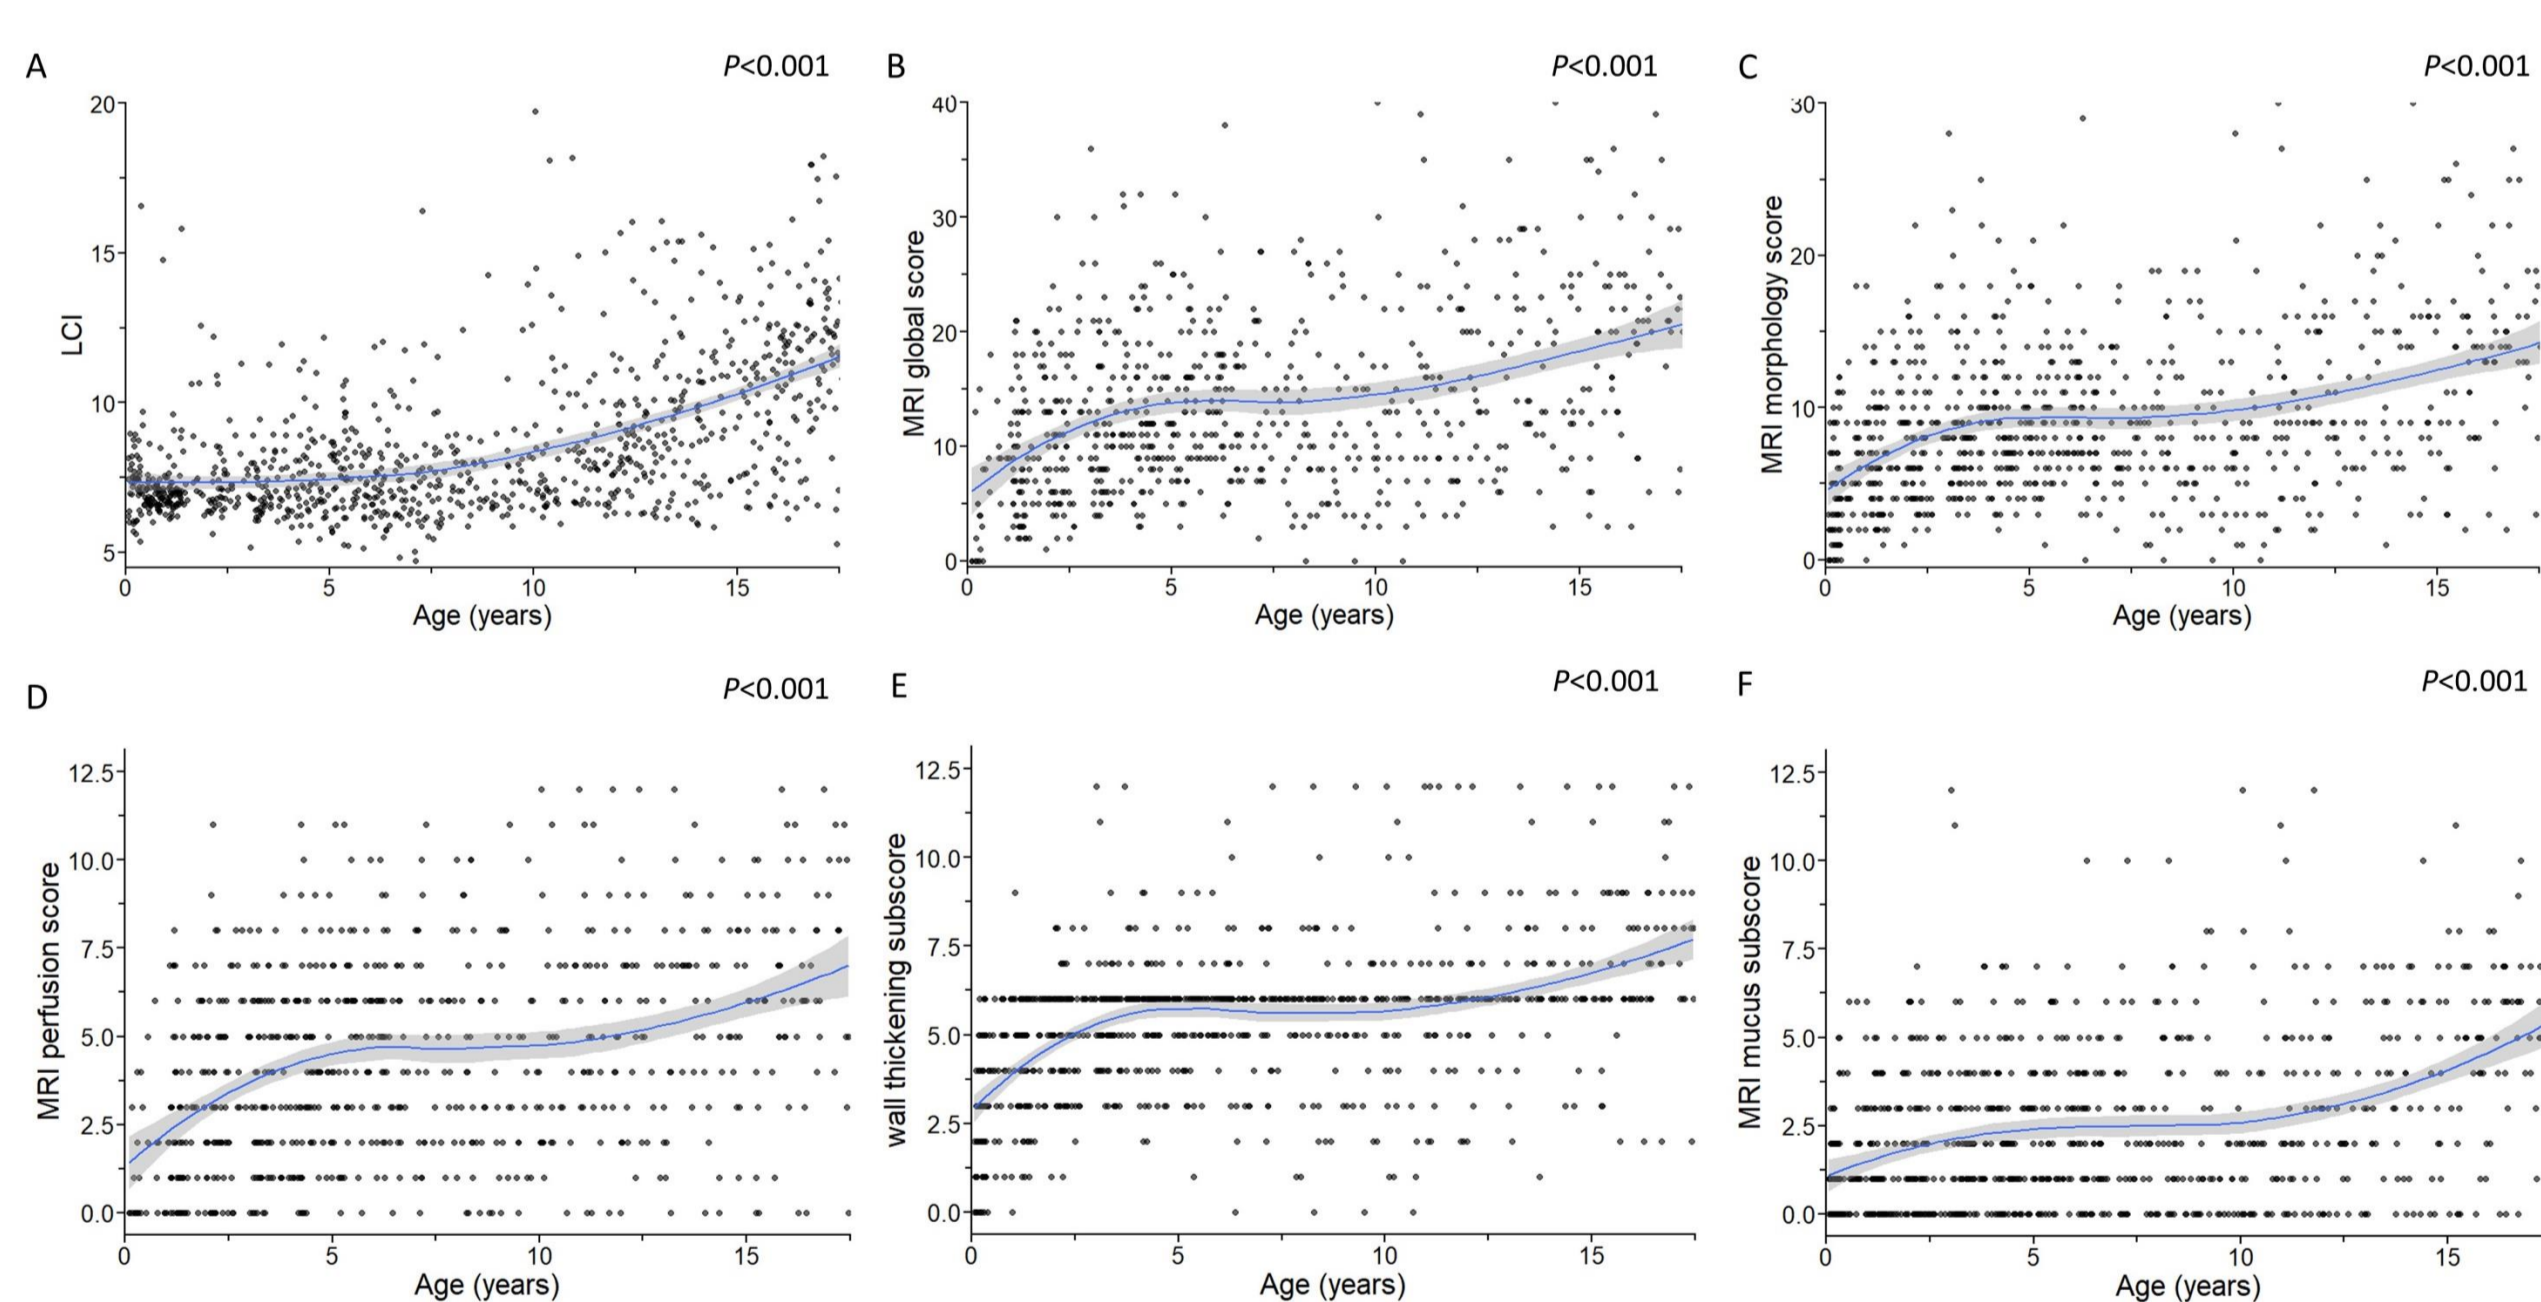 A
P<0.001
B
P<0.001
C
P<0.001
20
15
10
5
LCI
0
5
10
15
Age (years)
40
30
20
10
0
MRI global score
0
5
10
15
Age (years)
30
20
10
0
MRI morphology score
0
5
10
15
Age (years)
D
P<0.001
E
P<0.001
F
P<0.001
12.5
10.0
7.5
5.0
2.5
0.0
MRI perfusion score
0
5
10
15
Age (years)
12.5
10.0
7.5
5.0
2.5
0.0
wall thickening subscore
0
5
10
15
Age (years)
12.5
10.0
7.5
5.0
2.5
0.0
MRI mucus subscore
0
5
10
15
Age (years)